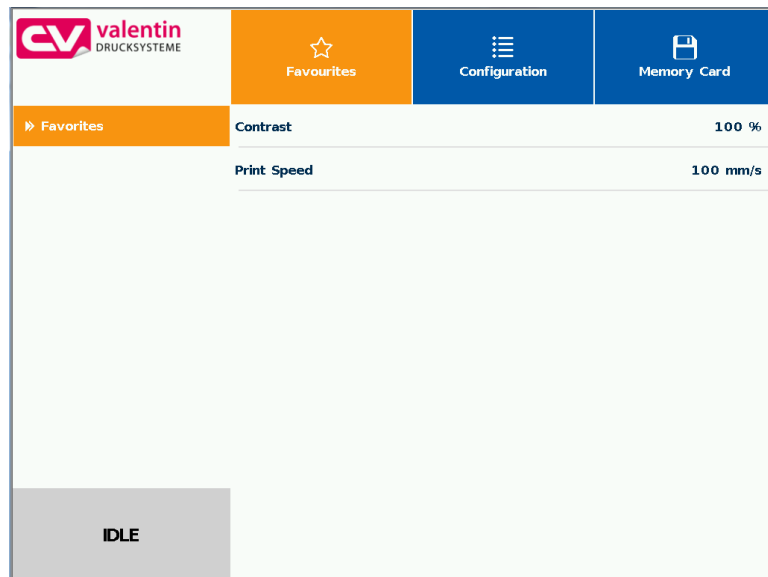 CV valentin
DRUCKSYSTEME
Favourites
Configuration
Memory Card
Favorites
Contrast 100 %
Print Speed 100 mm/s
IDLE